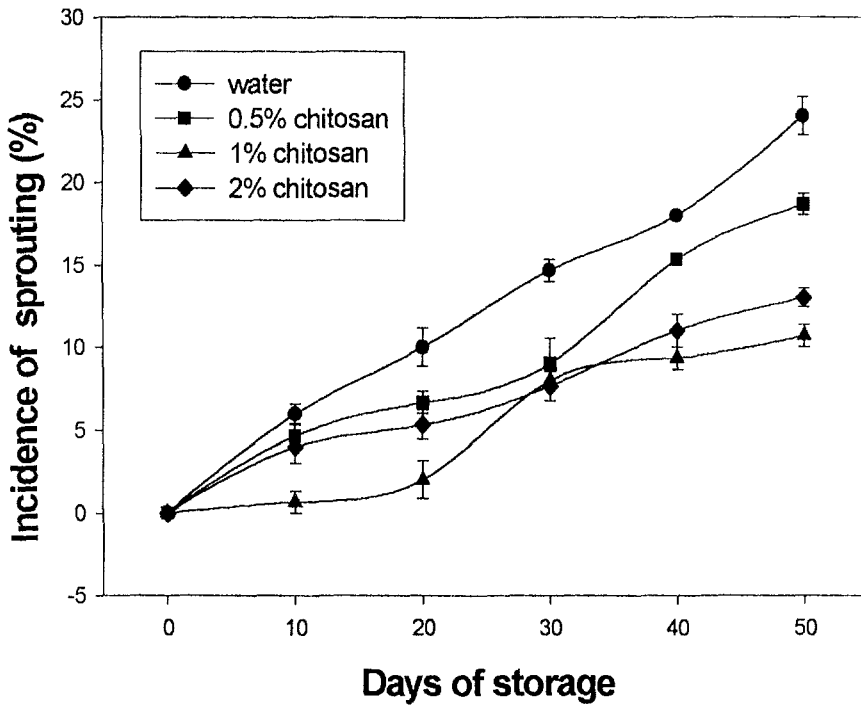 30
25
20
15
10
5
0
-5
Incidence of sprouting (%)
water
0.5% chitosan
1% chitosan
2% chitosan
0 10 20 30 40 50
Days of storage